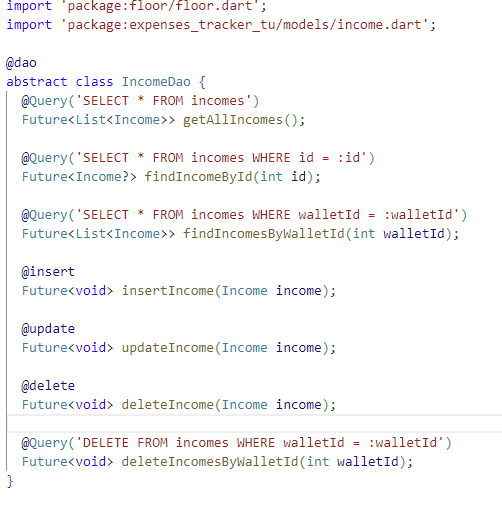 import 'package:floor/floor.dart';
import 'package:expenses_tracker_tu/models/income.dart';
@dao
abstract class IncomeDao {
@Query('SELECT * FROM incomes')
Future<List<Income>> getAllIncomes();
@Query('SELECT * FROM incomes WHERE id = :id')
Future<Income?> findIncomeById(int id);
@Query('SELECT * FROM incomes WHERE walletId = :walletId')
Future<List<Income>> findIncomesByWalletId(int walletId);
@insert
Future<void> insertIncome(Income income);
@update
Future<void> updateIncome(Income income);
@delete
Future<void> deleteIncome(Income income);
@Query('DELETE FROM incomes WHERE walletId = :walletId')
Future<void> deleteIncomesByWalletId(int walletId);
}